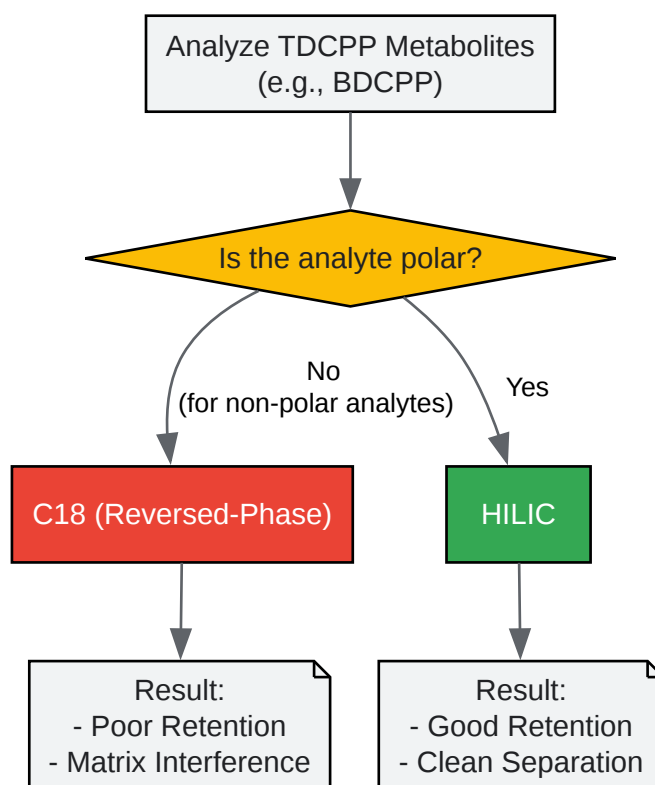 Analyze TDCPP Metabolites
(e.g., BDCPP)
Is the analyte polar?
No
(for non-polar analytes)
Yes
C18 (Reversed-Phase)
HILIC
Result:
- Poor Retention
- Matrix Interference
Result:
- Good Retention
- Clean Separation